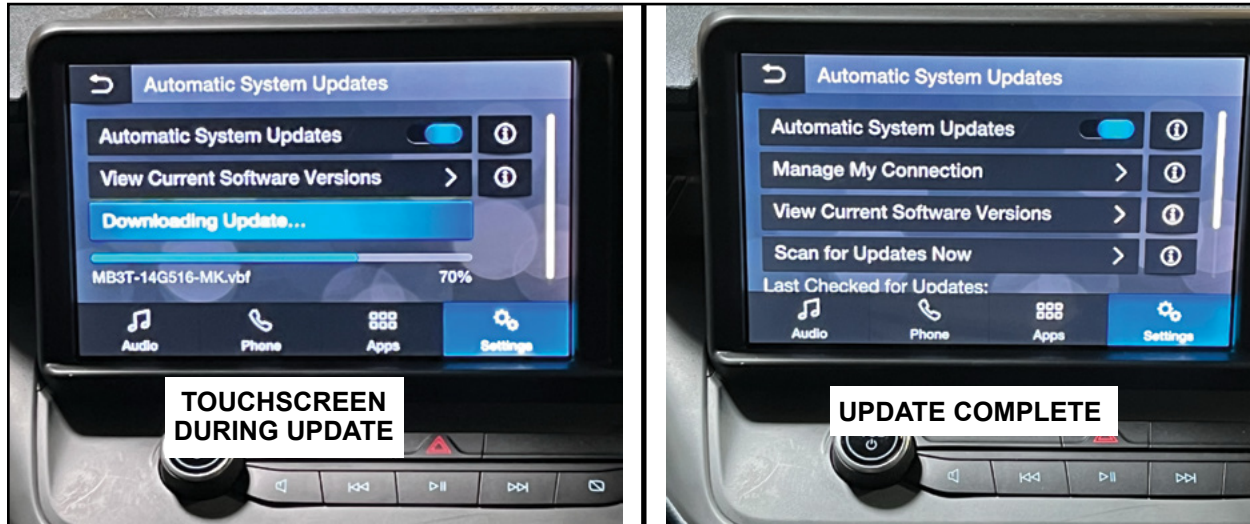 Automatic System Updates
Automatic System Updates
View Current Software Versions
Downloading Update...
MB3T-14G516-MK.vbf 70%
Audio Phone Apps Settings
TOUCHSCREEN
DURING UPDATE
Automatic System Updates
Automatic System Updates
Manage My Connection
View Current Software Versions
Scan for Updates Now
Last Checked for Updates:
Audio Phone Apps Settings
UPDATE COMPLETE